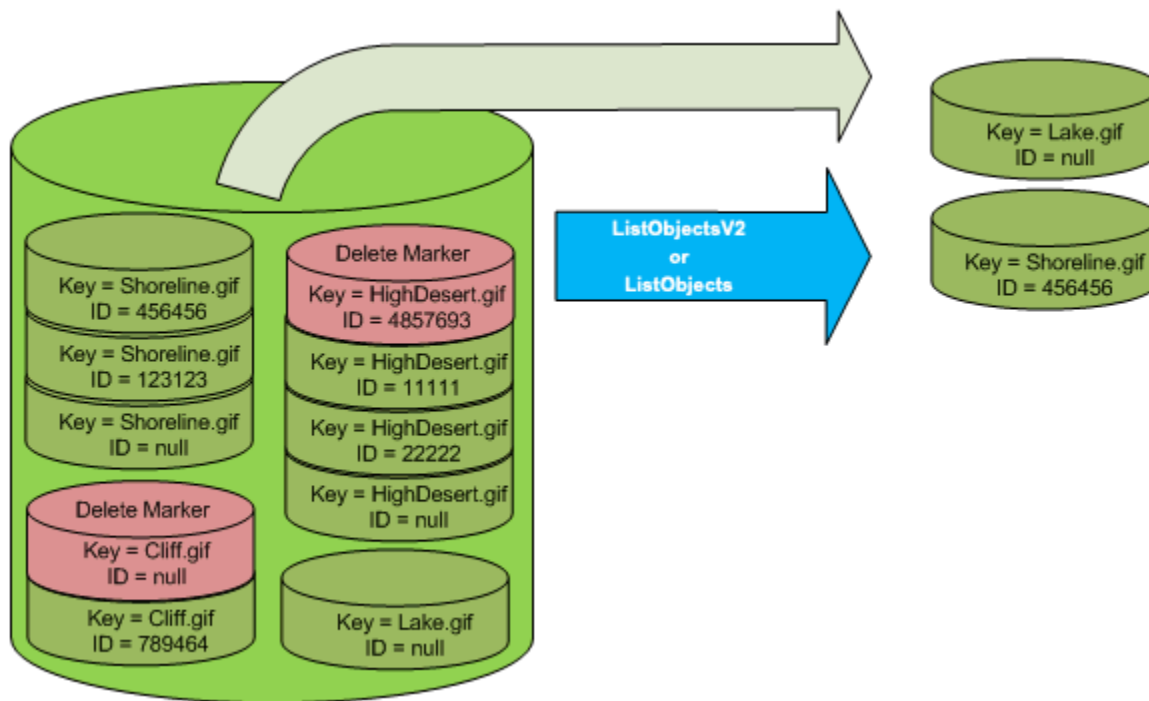 Key = Shoreline.gif
ID = 456456
Key = Shoreline.gif
ID = 123123
Key = Shoreline.gif
ID = null
Delete Marker
Key = Cliff.gif
ID = null
Key = Cliff.gif
ID = 789464
Delete Marker
Key = HighDesert.gif
ID = 4857693
Key = HighDesert.gif
ID = 11111
Key = HighDesert.gif
ID = 22222
Key = HighDesert.gif
ID = null
Key = Lake.gif
ID = null
ListObjectsV2
or
ListObjects
Key = Lake.gif
ID = null
Key = Shoreline.gif
ID = 456456